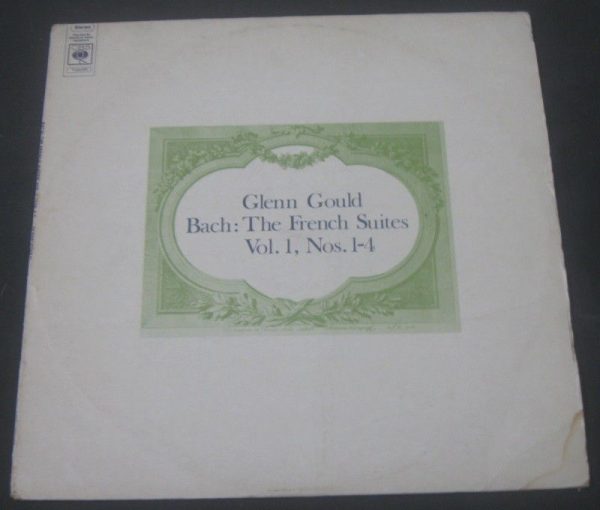 Glenn Gould
Bach: The French Suites
Vol. 1, Nos. 1-4